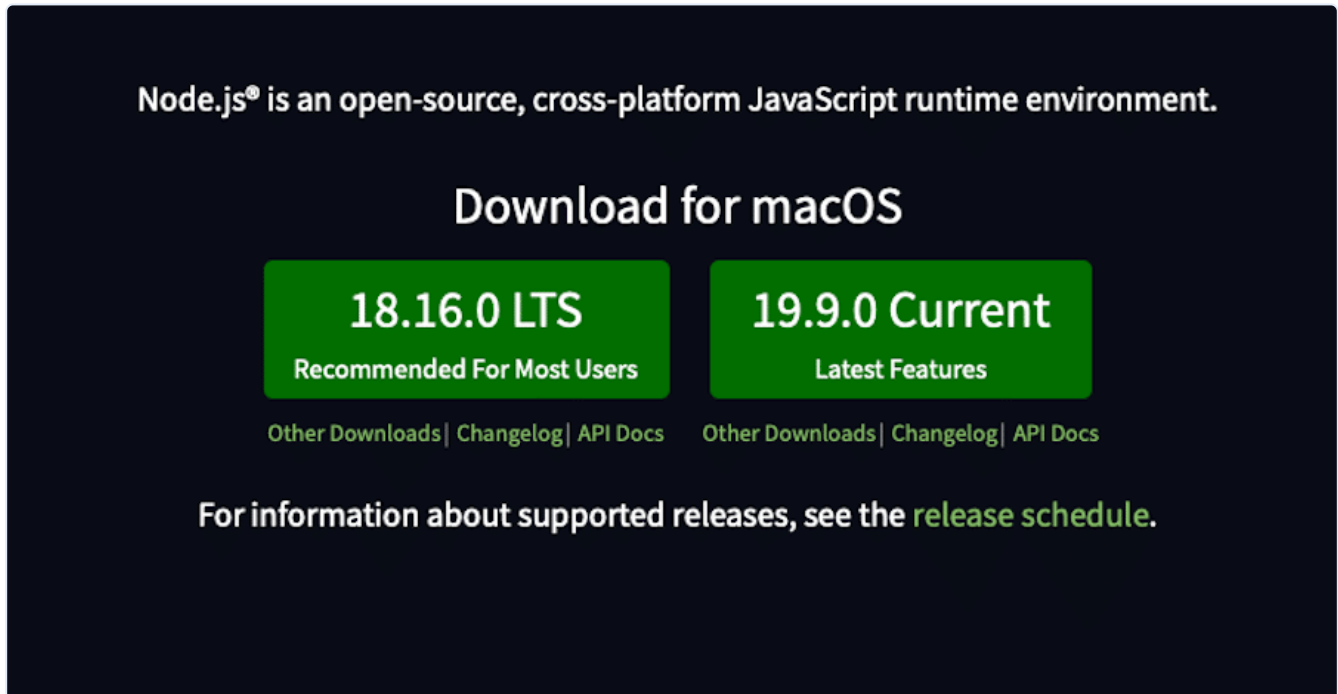 Node.js® is an open-source, cross-platform JavaScript runtime environment.
Download for macOS
18.16.0 LTS
Recommended For Most Users
19.9.0 Current
Latest Features
Other Downloads| Changelog| API Docs
Other Downloads| Changelog| API Docs
For information about supported releases, see the release schedule.